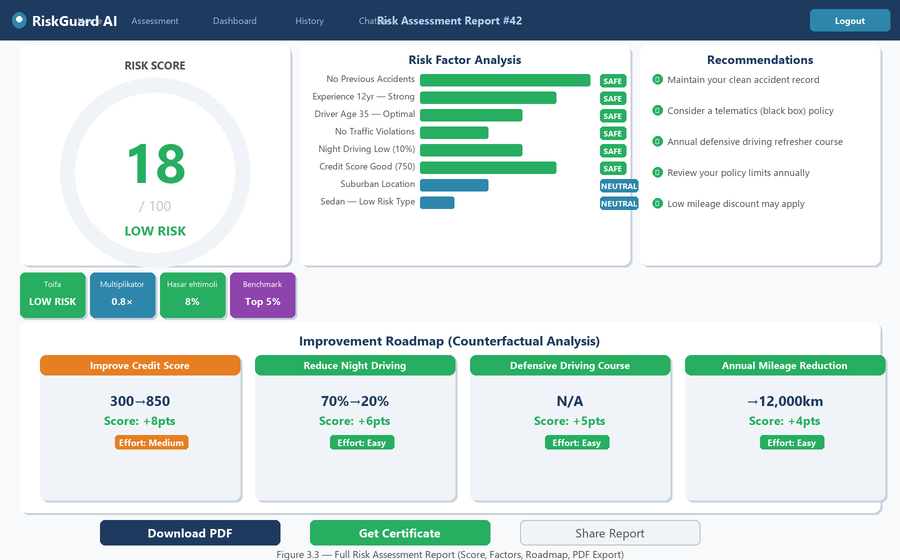 RiskGuard AI
Home
Assessment
Dashboard
History
Chatbot
Risk Assessment Report #42
Logout
RISK SCORE
18
/ 100
LOW RISK
Risk Factor Analysis
No Previous Accidents SAFE
Experience 12yr — Strong SAFE
Driver Age 35 — Optimal SAFE
No Traffic Violations SAFE
Night Driving Low (10%) SAFE
Credit Score Good (750) SAFE
Suburban Location NEUTRAL
Sedan — Low Risk Type NEUTRAL
Recommendations
Maintain your clean accident record
Consider a telematics (black box) policy
Annual defensive driving refresher course
Review your policy limits annually
Low mileage discount may apply
Toifa
LOW RISK
Multiplikator
0.8×
Hasar ehtimoli
8%
Benchmark
Top 5%
Improvement Roadmap (Counterfactual Analysis)
Improve Credit Score
300→850
Score: +8pts
Effort: Medium
Reduce Night Driving
70%→20%
Score: +6pts
Effort: Easy
Defensive Driving Course
N/A
Score: +5pts
Effort: Easy
Annual Mileage Reduction
→12,000km
Score: +4pts
Effort: Easy
Download PDF
Get Certificate
Share Report
Figure 3.3 — Full Risk Assessment Report (Score, Factors, Roadmap, PDF Export)